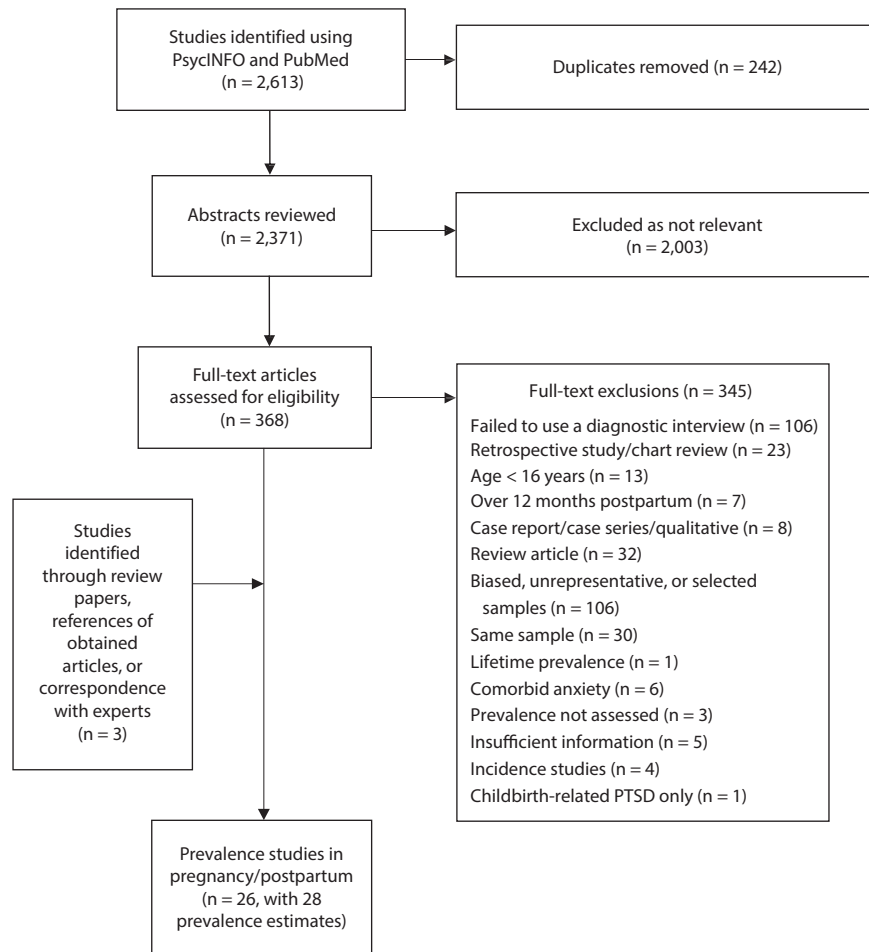 Studies identified using
PsycINFO and PubMed
(n = 2,613)
Duplicates removed (n = 242)
Abstracts reviewed
(n = 2,371)
Excluded as not relevant
(n = 2,003)
Full-text articles
assessed for eligibility
(n = 368)
Full-text exclusions (n = 345)
Failed to use a diagnostic interview (n = 106)
Retrospective study/chart review (n = 23)
Age < 16 years (n = 13)
Over 12 months postpartum (n = 7)
Case report/case series/qualitative (n = 8)
Review article (n = 32)
Biased, unrepresentative, or selected
samples (n = 106)
Same sample (n = 30)
Lifetime prevalence (n = 1)
Comorbid anxiety (n = 6)
Prevalence not assessed (n = 3)
Insufficient information (n = 5)
Incidence studies (n = 4)
Childbirth-related PTSD only (n = 1)
Studies
identified
through review
papers,
references of
obtained
articles, or
correspondence
with experts
(n = 3)
Prevalence studies in
pregnancy/postpartum
(n = 26, with 28
prevalence estimates)